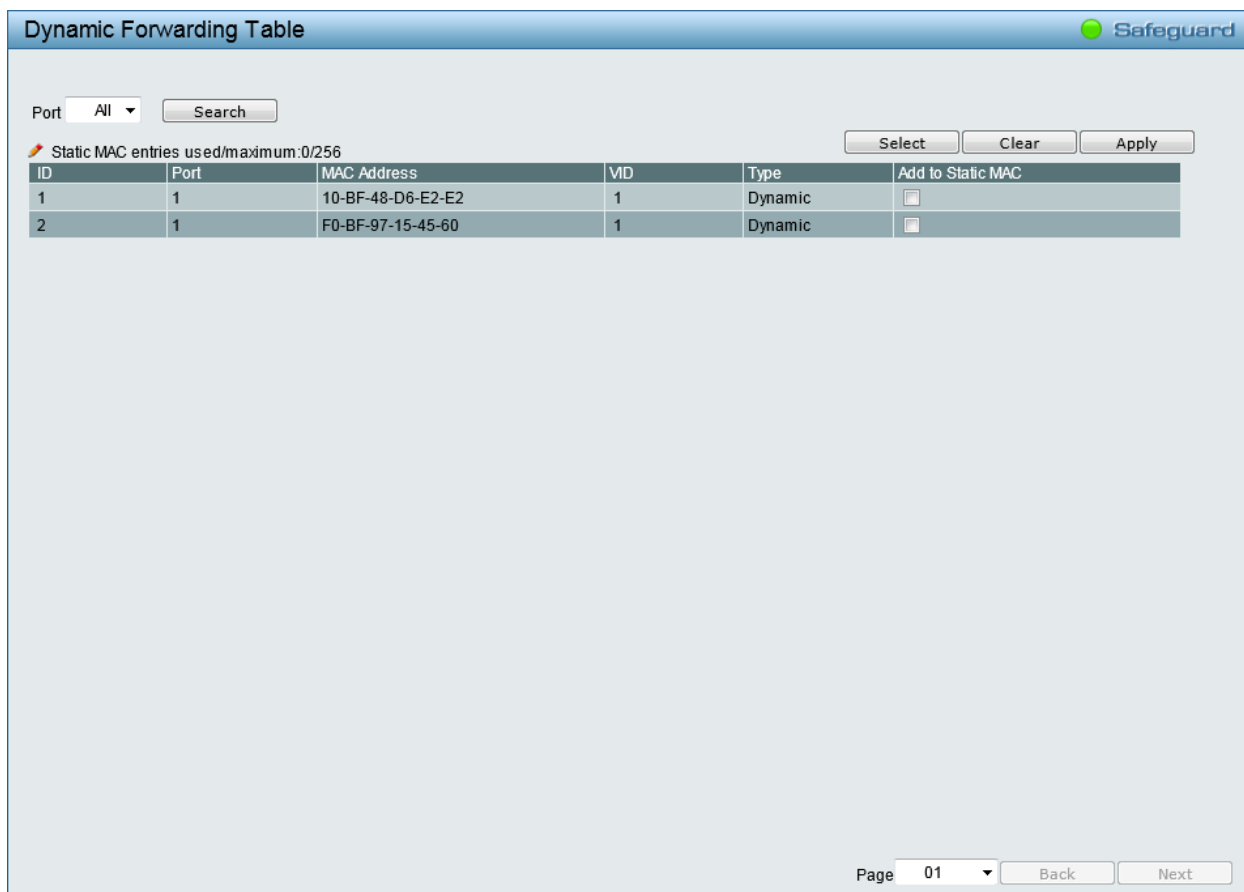 Dynamic Forwarding Table Safeguard
Port All Search
Static MAC entries used/maximum:0/256 Select Clear Apply
ID Port MAC Address VID Type Add to Static MAC
1 1 10-BF-48-D6-E2-E2 1 Dynamic
2 1 F0-BF-97-15-45-60 1 Dynamic
Page 01 Back Next